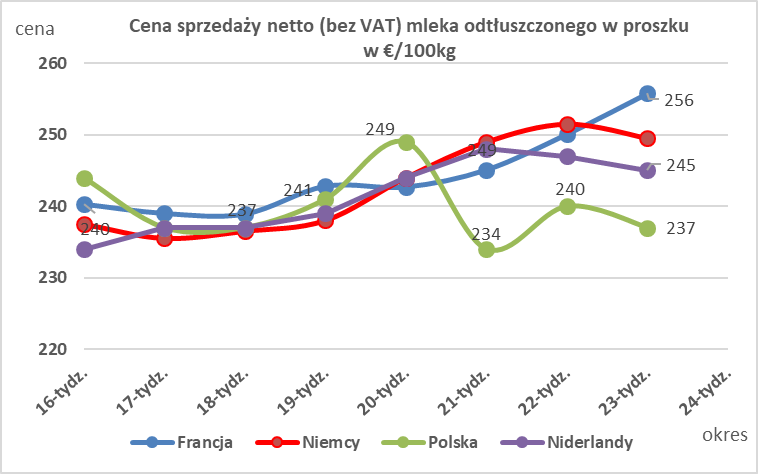 cena
Cena sprzedaży netto (bez VAT) mleka odtłuszczonego w proszku
w €/100kg
260
250
240
230
220
240
237
241
249
249
234
240
256
245
237
16-tydz.
17-tydz.
18-tydz.
19-tydz.
20-tydz.
21-tydz.
22-tydz.
23-tydz.
24-tydz.
okres
Francja
Niemcy
Polska
Niderlandy